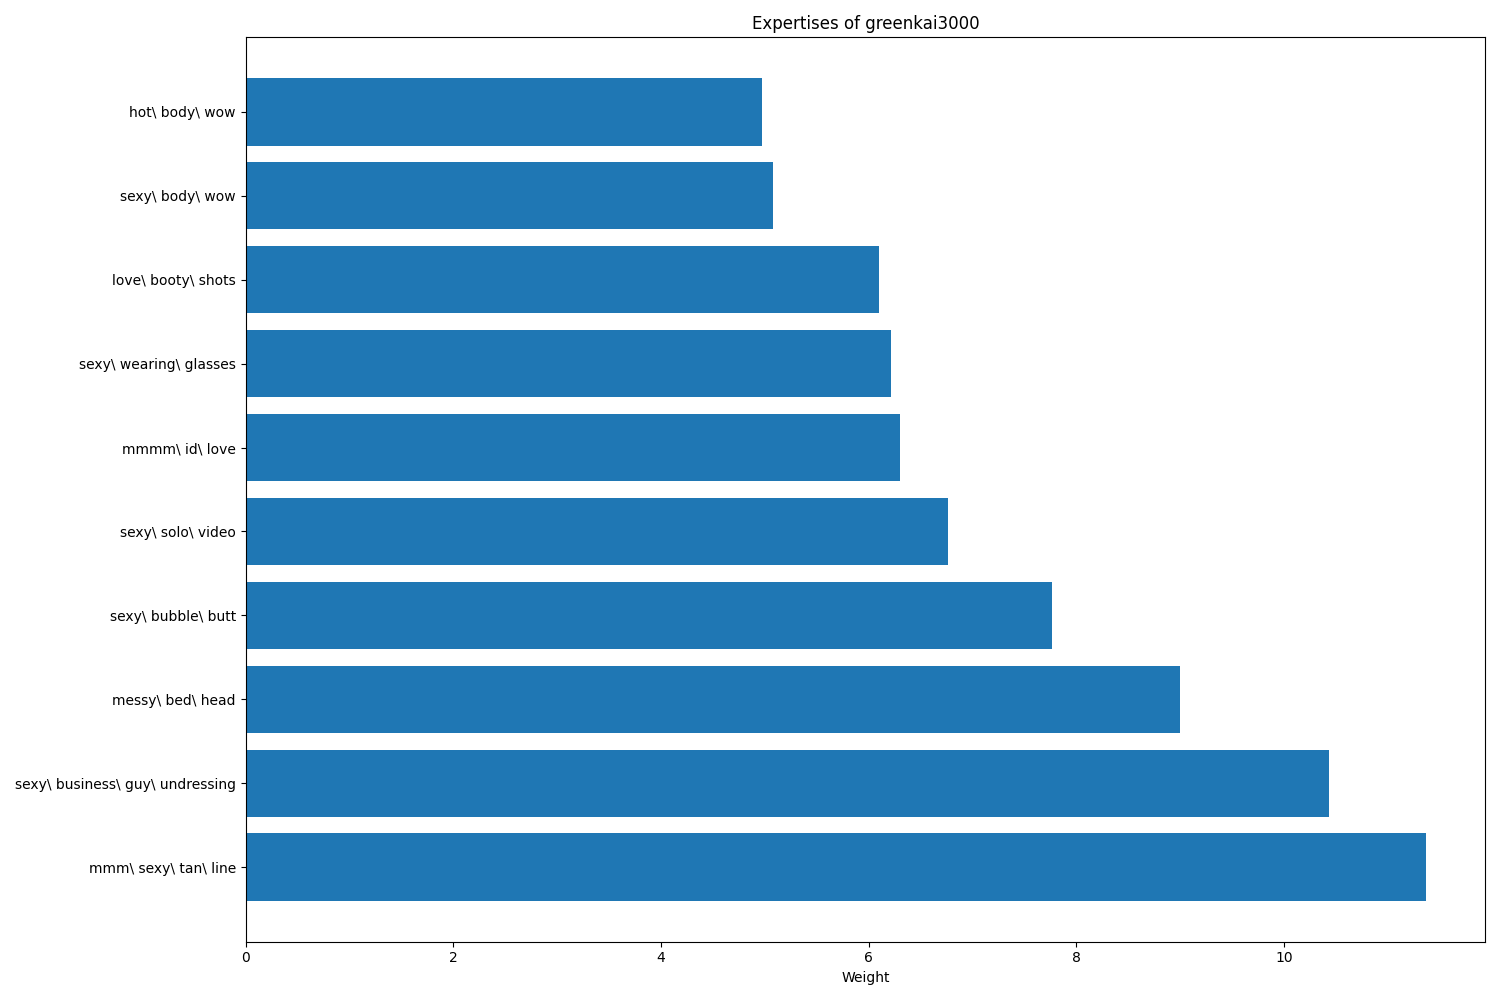 Expertises of greenkai3000
hot\ body\ wow
sexy\ body\ wow
love\ booty\ shots
sexy\ wearing\ glasses
mmmm\ id\ love
sexy\ solo\ video
sexy\ bubble\ butt
messy\ bed\ head
sexy\ business\ guy\ undressing
mmm\ sexy\ tan\ line
0 2 4 6 8 10
Weight